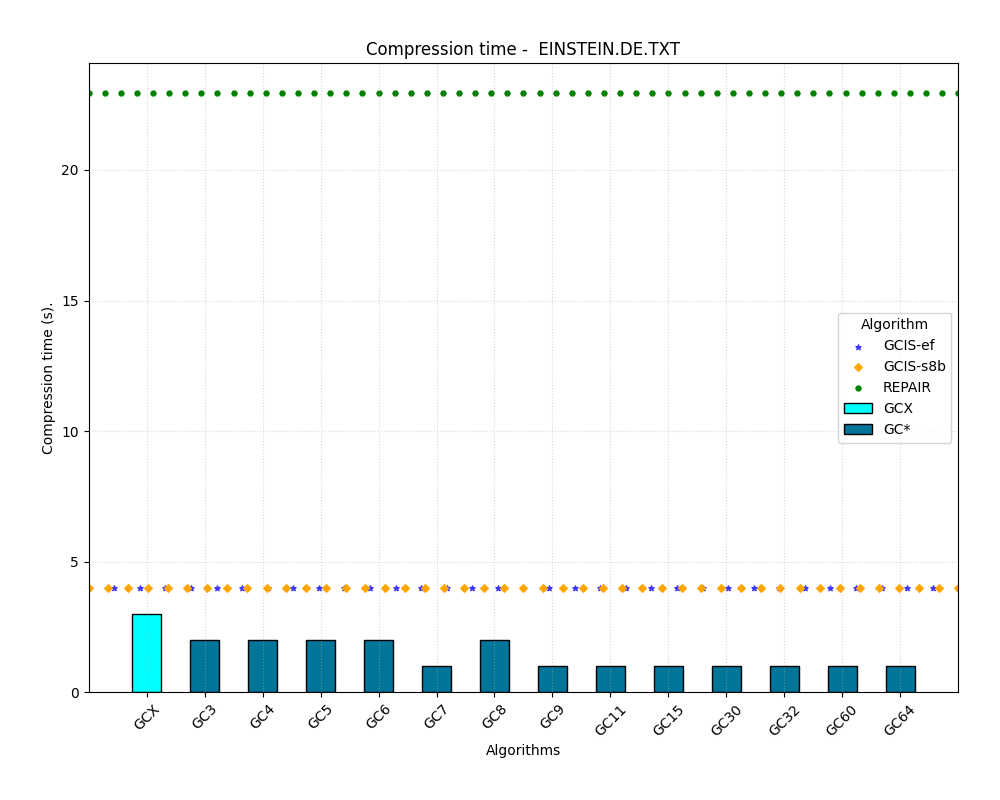 Compression time -  EINSTEIN.DE.TXT
Compression time (s).
20
15
10
5
0
Algorithm
GCIS-ef
GCIS-s8b
REPAIR
GCX
GC*
GCX
GC3
GC4
GC5
GC6
GC7
GC8
GC9
GC11
GC15
GC30
GC32
GC60
GC64
Algorithms